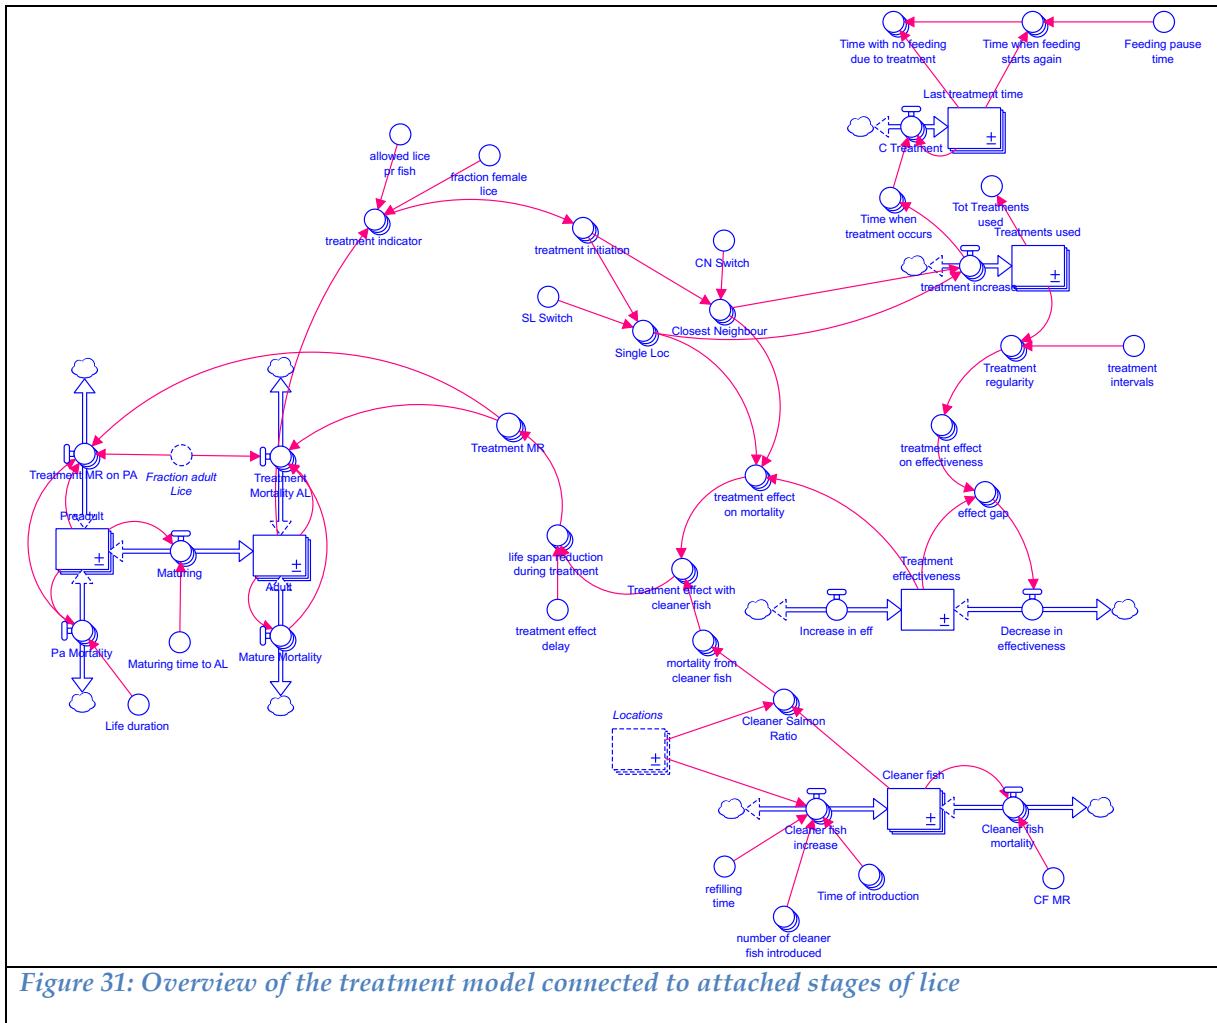 Time with no feeding
due to treatment
Time when feeding
starts again
Feeding pause
time
Last treatment time
C Treatment
allowed lice
pr fish
fraction female
lice
treatment indicator
treatment initiation
Time when
treatment occurs
Tot Treatments
used
Treatments used
CN Switch
treatment increase
SL Switch
Closest Neighbour
Single Loc
Treatment
regularity
treatment
intervals
Treatment MR
treatment effect
on effectiveness
Treatment MR on PA
Fraction adult
Lice
Treatment
Mortality AL
treatment effect
on mortality
effect gap
Preadult
Maturing
Adult
life span reduction
during treatment
Treatment effect with
cleaner fish
Treatment
effectiveness
Increase in eff
Decrease in
effectiveness
treatment effect
delay
Pa Mortality
Maturing time to AL
Mature Mortality
mortality from
cleaner fish
Life duration
Locations
Cleaner Salmon
Ratio
Cleaner fish
Cleaner fish
increase
Cleaner fish
mortality
refilling
time
Time of introduction
CF MR
number of cleaner
fish introduced
Figure 31: Overview of the treatment model connected to attached stages of lice